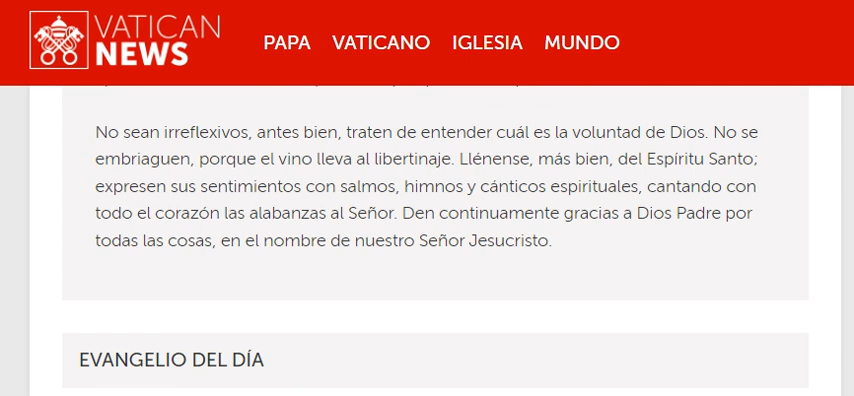 VATICAN
NEWS
PAPA VATICANO IGLESIA MUNDO
No sean irreflexivos, antes bien, traten de entender cuál es la voluntad de Dios. No se
embriaguen, porque el vino lleva al libertinaje. Llénense, más bien, del Espíritu Santo;
expresen sus sentimientos con salmos, himnos y cánticos espirituales, cantando con
todo el corazón las alabanzas al Señor. Den continuamente gracias a Dios Padre por
todas las cosas, en el nombre de nuestro Señor Jesucristo.
EVANGELIO DEL DÍA